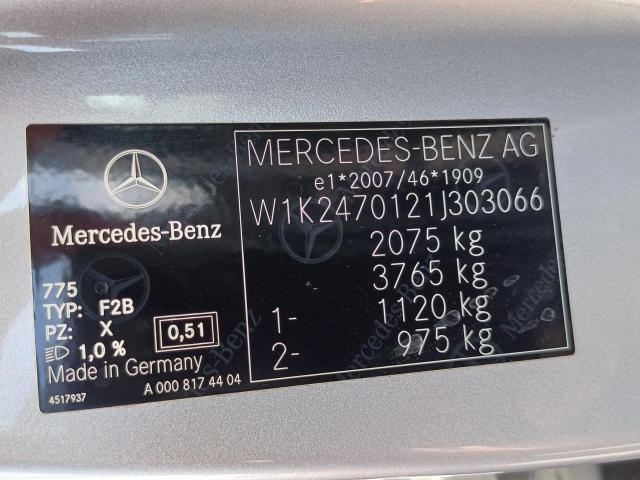 Mercedes-Benz
775
TYP: F2B
PZ: X
1,0 %
0,51
Made in Germany
4517937
A 000 817 44 04
MERCEDES-BENZ AG
e1*2007/46*1909
W1K2470121J303066
2075 kg
3765 kg
1- 1120 kg
2- 975 kg